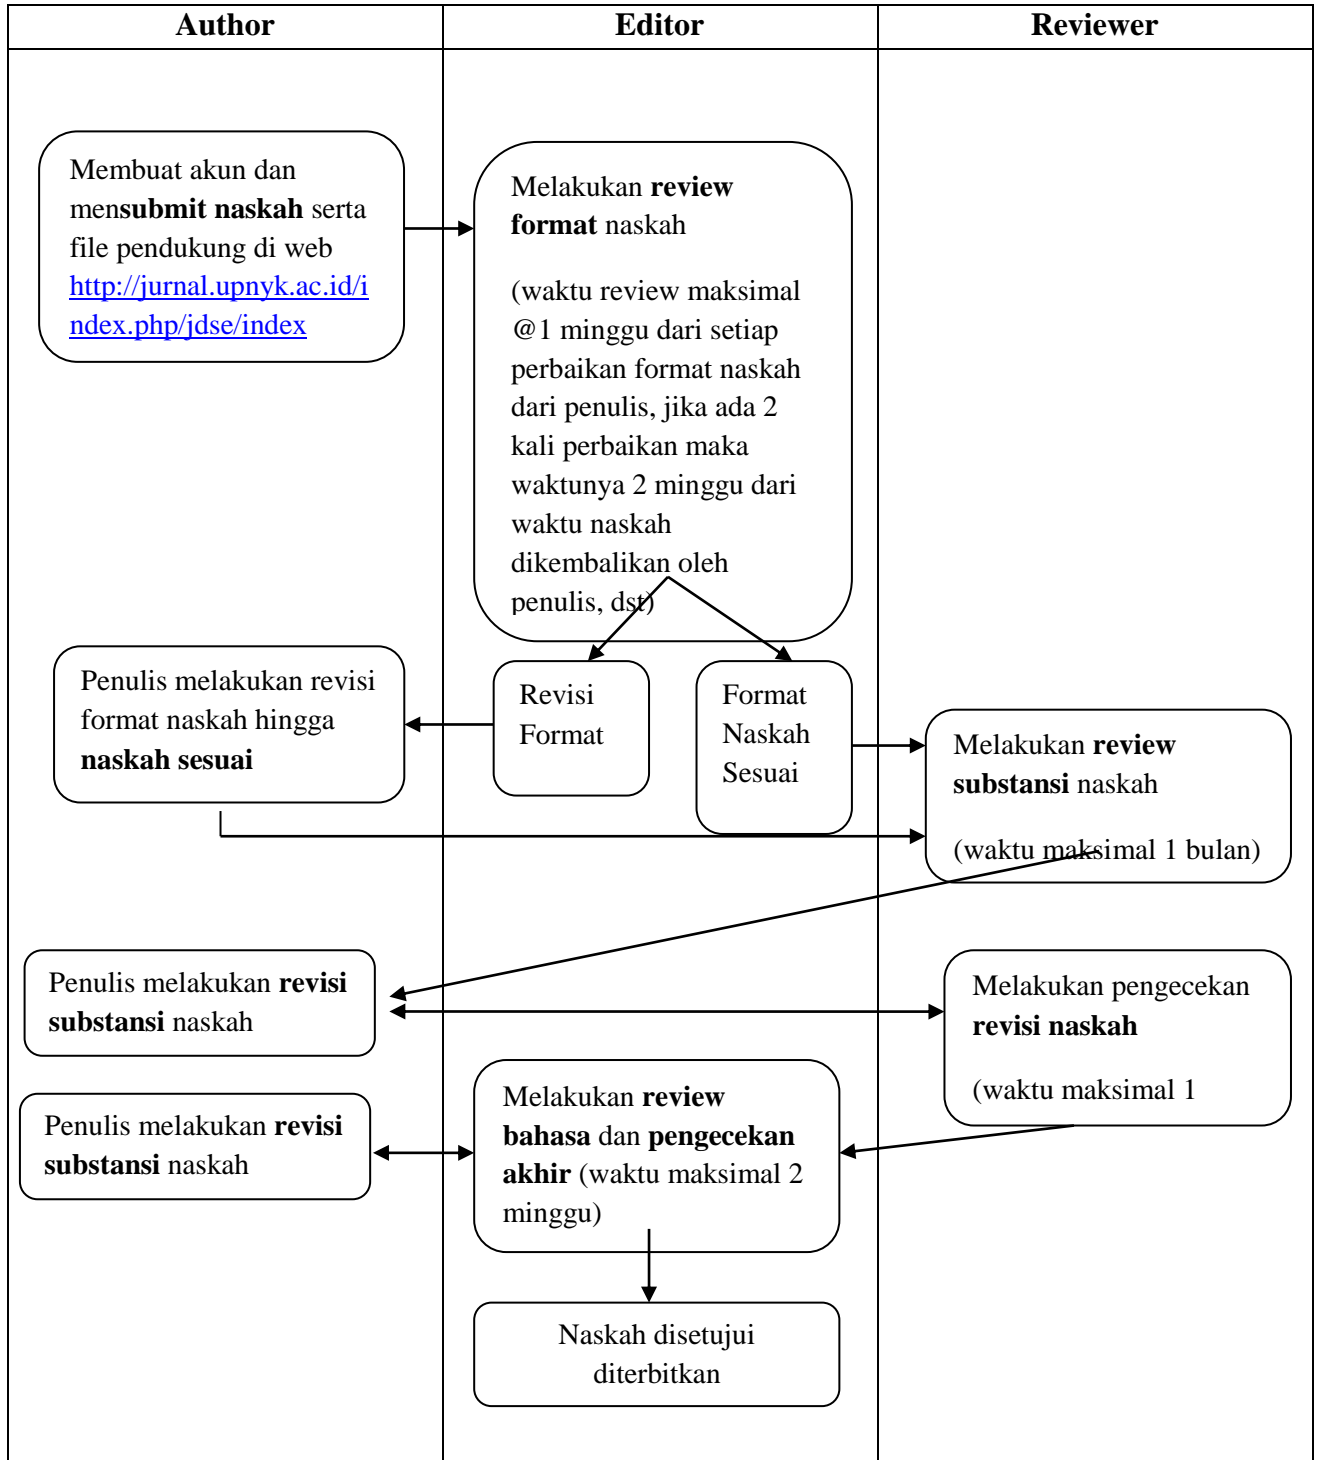 Author
Editor
Reviewer
Membuat akun dan
mensubmit naskah serta
file pendukung di web
http://jurnal.upnyk.ac.id/i
ndex.php/jdse/index
Melakukan review
format naskah
(waktu review maksimal
@1 minggu dari setiap
perbaikan format naskah
dari penulis, jika ada 2
kali perbaikan maka
waktunya 2 minggu dari
waktu naskah
dikembalikan oleh
penulis, dst)
Penulis melakukan revisi
format naskah hingga
naskah sesuai
Revisi
Format
Format
Naskah
Sesuai
Melakukan review
substansi naskah
(waktu maksimal 1 bulan)
Penulis melakukan revisi
substansi naskah
Melakukan pengecekan
revisi naskah
(waktu maksimal 1
Penulis melakukan revisi
substansi naskah
Melakukan review
bahasa dan pengecekan
akhir (waktu maksimal 2
minggu)
Naskah disetujui
diterbitkan